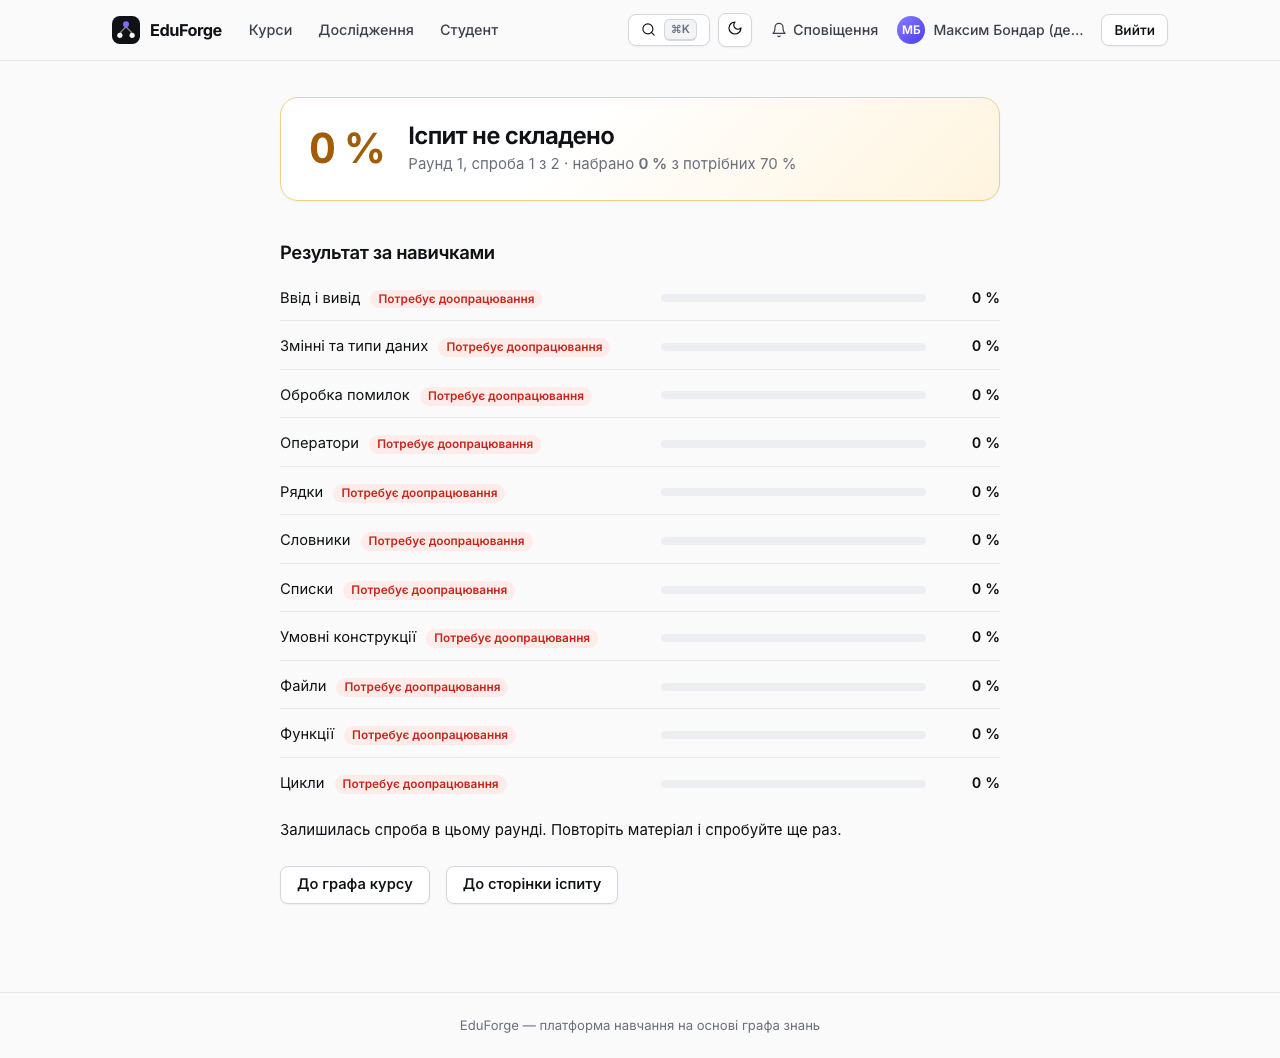 EduForge Курси Дослідження Студент ⌘K Сповіщення МБ Максим Бондар (де... Вийти
0 %
Іспит не складено
Раунд 1, спроба 1 з 2 · набрано 0 % з потрібних 70 %
Результат за навичками
Ввід і вивід Потребує доопрацювання 0 %
Змінні та типи даних Потребує доопрацювання 0 %
Обробка помилок Потребує доопрацювання 0 %
Оператори Потребує доопрацювання 0 %
Рядки Потребує доопрацювання 0 %
Словники Потребує доопрацювання 0 %
Списки Потребує доопрацювання 0 %
Умовні конструкції Потребує доопрацювання 0 %
Файли Потребує доопрацювання 0 %
Функції Потребує доопрацювання 0 %
Цикли Потребує доопрацювання 0 %
Залишилась спроба в цьому раунді. Повторіть матеріал і спробуйте ще раз.
До графа курсу До сторінки іспиту
EduForge — платформа навчання на основі графа знань